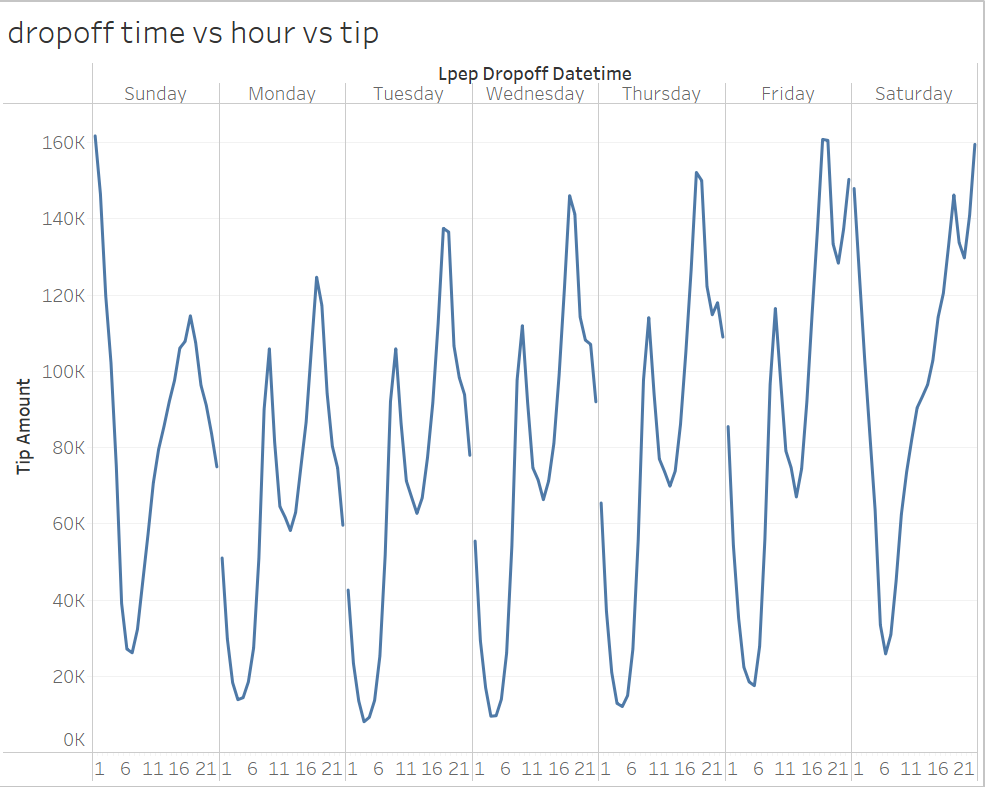 dropoff time vs hour vs tip
Lpep Dropoff Datetime
Sunday Monday Tuesday Wednesday Thursday Friday Saturday
160K
140K
120K
100K
80K
60K
40K
20K
0K
Tip Amount
1 6 11 16 21 1 6 11 16 21 1 6 11 16 21 1 6 11 16 21 1 6 11 16 21 1 6 11 16 21 1 6 11 16 21